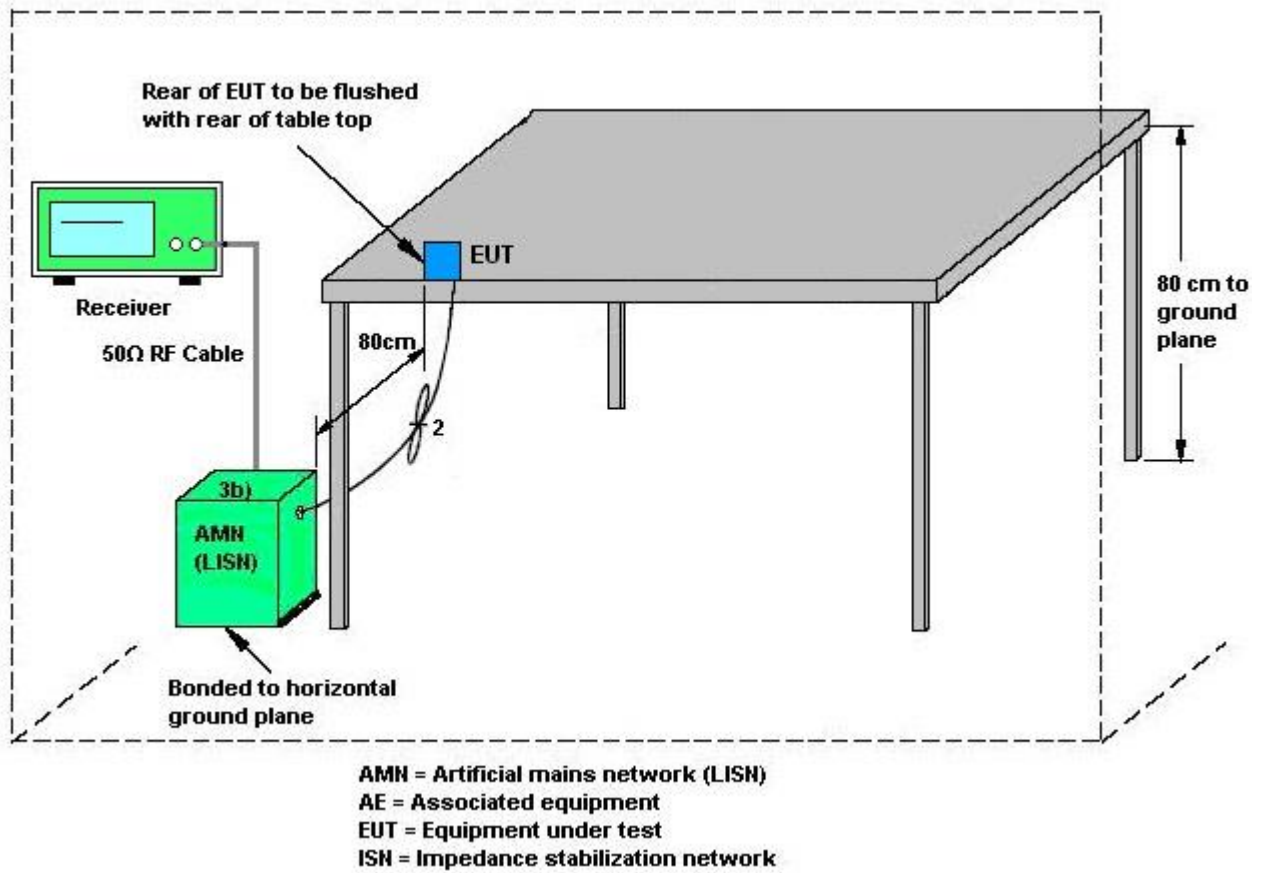 Rear of EUT to be flushed
with rear of table top
EUT
Receiver
50Ω RF Cable
80cm
2
80 cm to
ground
plane
3b)
AMN
(LISN)
Bonded to horizontal
ground plane
AMN = Artificial mains network (LISN)
AE = Associated equipment
EUT = Equipment under test
ISN = Impedance stabilization network